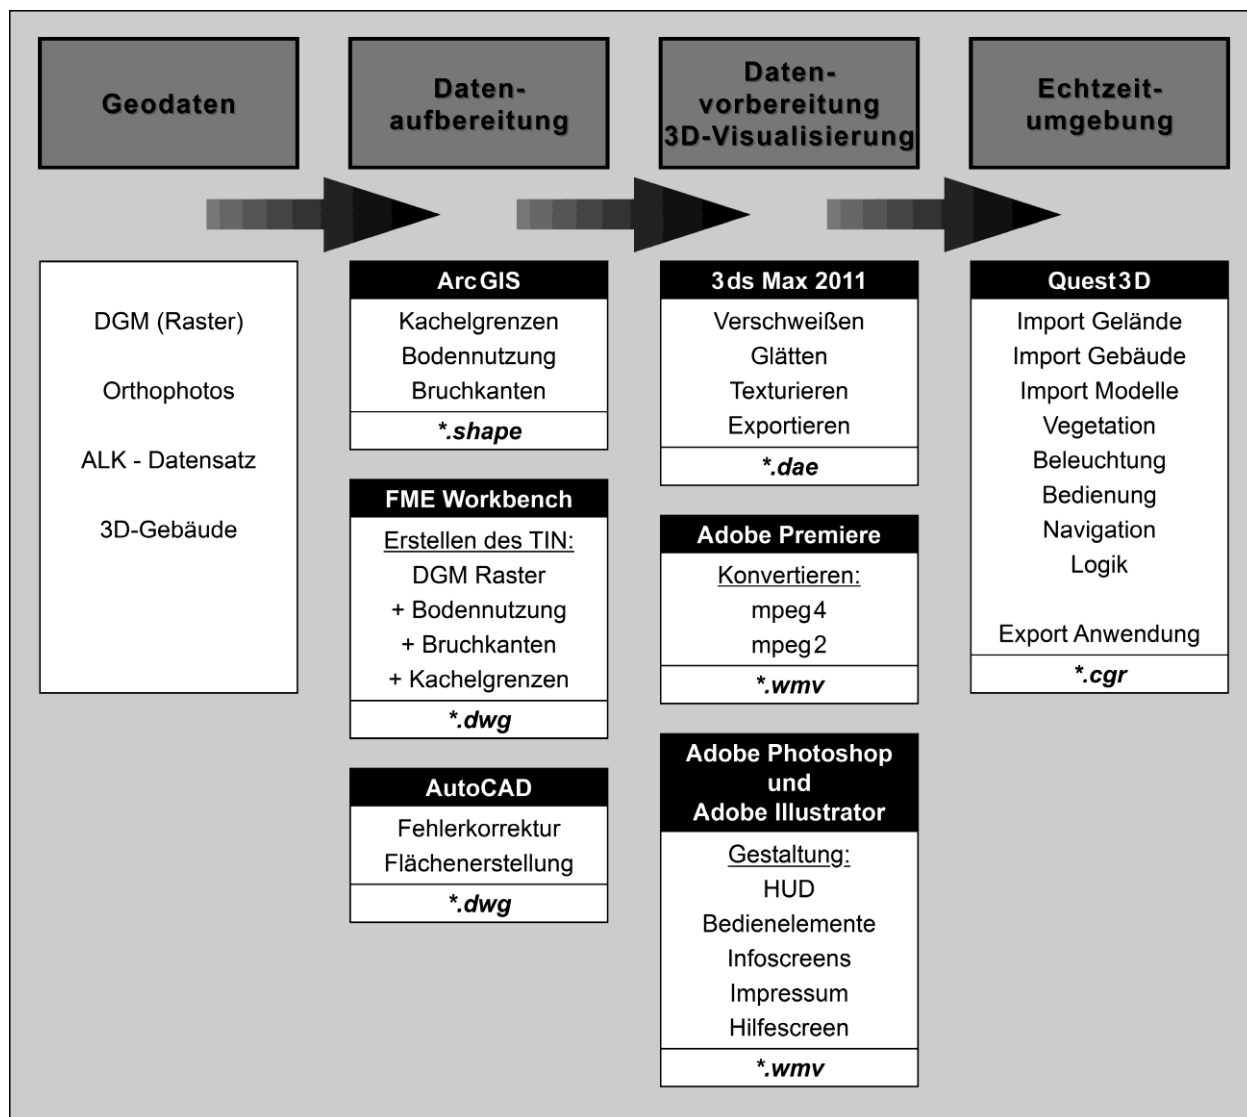 Geodaten
Daten-
aufbereitung
Daten-
vorbereitung
3D-Visualisierung
Echtzeit-
umgebung
DGM (Raster)
Orthophotos
ALK - Datensatz
3D-Gebäude
ArcGIS
Kachelgrenzen
Bodennutzung
Bruchkanten
*.shape
FME Workbench
Erstellen des TIN:
DGM Raster
+ Bodennutzung
+ Bruchkanten
+ Kachelgrenzen
*.dwg
AutoCAD
Fehlerkorrektur
Flächenerstellung
*.dwg
3ds Max 2011
Verschweißen
Glätten
Texturieren
Exportieren
*.dae
Adobe Premiere
Konvertieren:
mpeg4
mpeg2
*.wmv
Adobe Photoshop
und
Adobe Illustrator
Gestaltung:
HUD
Bedienelemente
Infoscreens
Impressum
Hilfescreen
*.wmv
Quest3D
Import Gelände
Import Gebäude
Import Modelle
Vegetation
Beleuchtung
Bedienung
Navigation
Logik
Export Anwendung
*.cgr